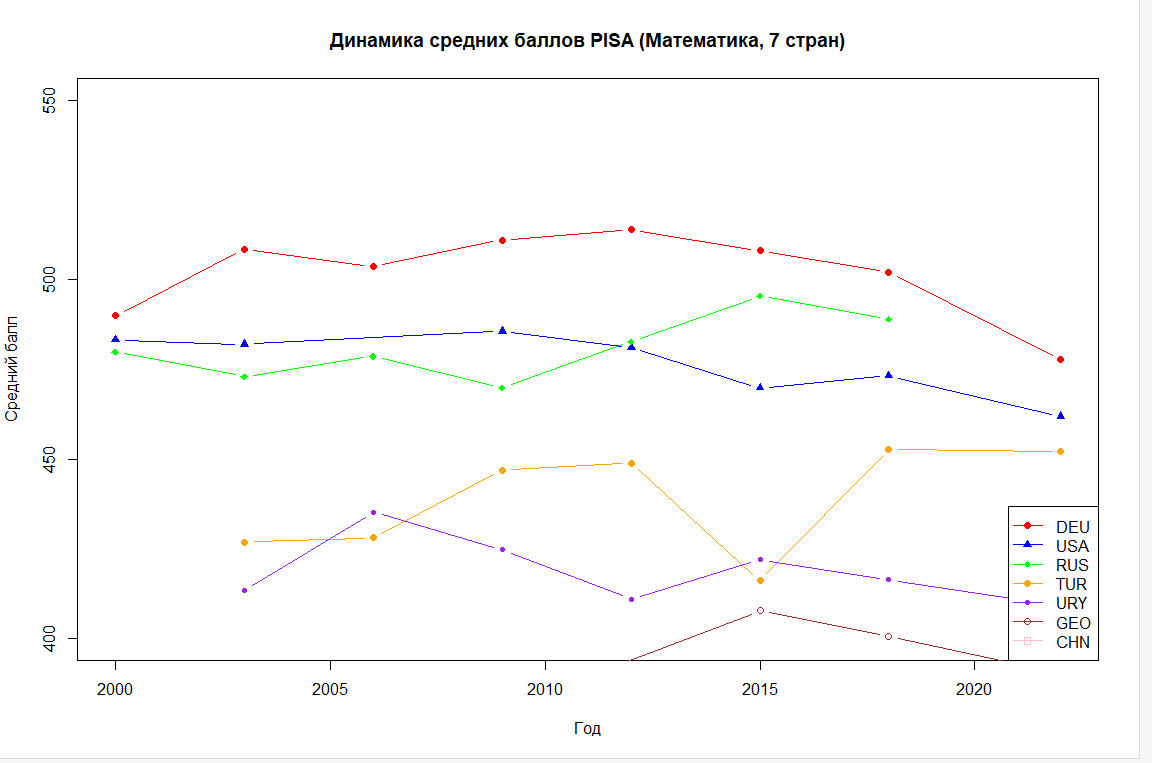 Динамика средних баллов PISA (Математика, 7 стран)
550
500
450
400
Средний балл
2000 2005 2010 2015 2020
Год
DEU
USA
RUS
TUR
URY
GEO
CHN